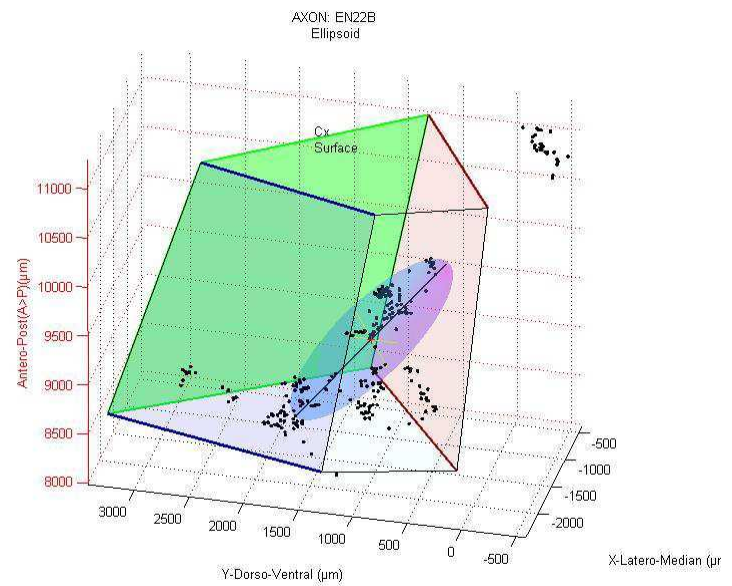 AXON: EN22B
Ellipsoid
Cx
Surface
11000
10500
10000
9500
9000
8500
8000
Antero-Post(A>P)(µm)
3000
2500
2000
1500
1000
500
0
-500
Y-Dorso-Ventral (µm)
-500
-1000
-1500
-2000
X-Latero-Median (µr